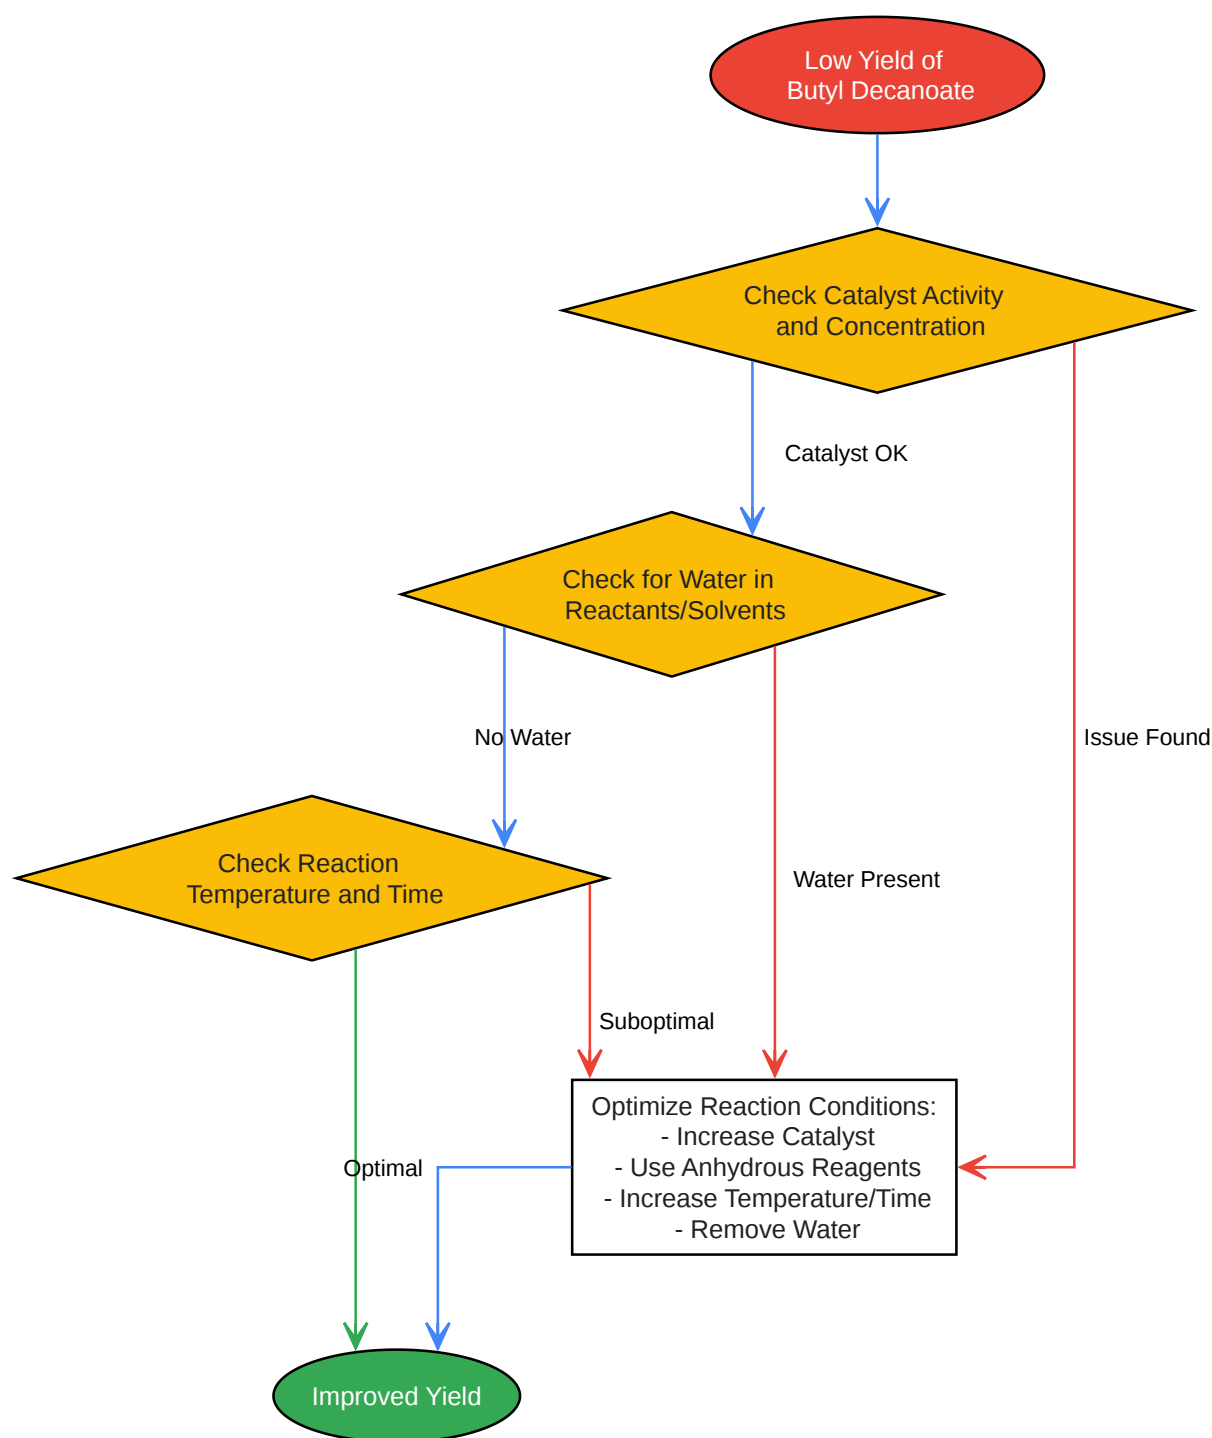 Low Yield of
Butyl Decanoate
Check Catalyst Activity
and Concentration
Catalyst OK
Check for Water in
Reactants/Solvents
No Water
Issue Found
Check Reaction
Temperature and Time
Water Present
Suboptimal
Optimize Reaction Conditions:
- Increase Catalyst
- Use Anhydrous Reagents
- Increase Temperature/Time
- Remove Water
Optimal
Improved Yield